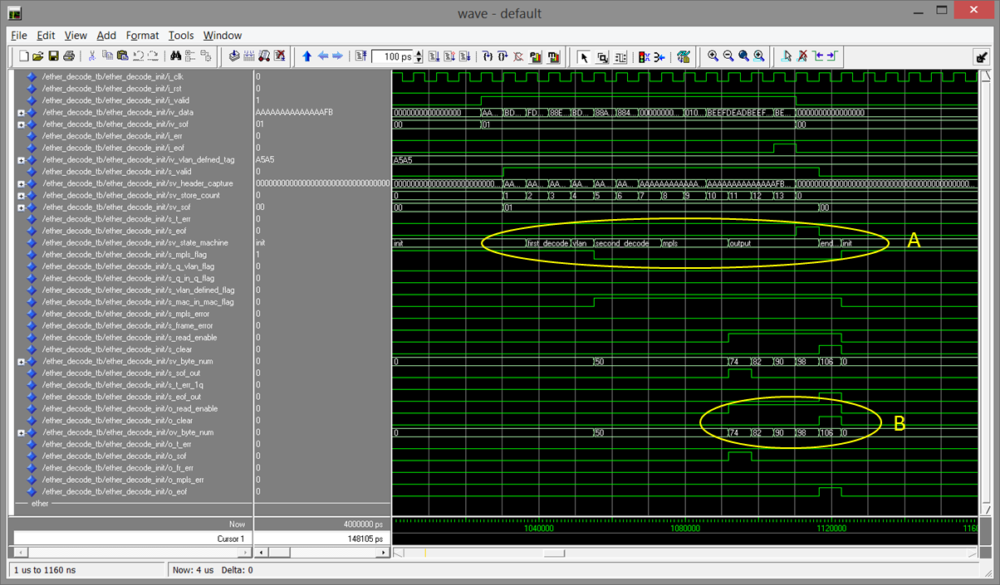 wave - default
File Edit View Add Format Tools Window
100 ps
/ether_decode_tb/ether_decode_init/i_clk 0
/ether_decode_tb/ether_decode_init/i_rst 0
/ether_decode_tb/ether_decode_init/i_valid 1
/ether_decode_tb/ether_decode_init/iv_data AAAAAAAAAAAAAAFB 0000000000000000 AA... BD... FD... 88E... BD... 88A... 884... 00000000... 010... BEEFDEADBEEF... BE... 0000000000000000
/ether_decode_tb/ether_decode_init/iv_sof 01 00 01 00
/ether_decode_tb/ether_decode_init/i_err 0
/ether_decode_tb/ether_decode_init/i_eof 0
/ether_decode_tb/ether_decode_init/iv_vlan_defned_tag A5A5 A5A5
/ether_decode_tb/ether_decode_init/s_valid 0
/ether_decode_tb/ether_decode_init/sv_header_capture
/ether_decode_tb/ether_decode_init/sv_store_count 0 0 1 2 3 4 5 6 7 8 9 10 11 12 13 0
/ether_decode_tb/ether_decode_init/sv_sof 00 00 01 00
/ether_decode_tb/ether_decode_init/s_t_err 0
/ether_decode_tb/ether_decode_init/s_eof 0
/ether_decode_tb/ether_decode_init/sv_state_machine init init first_decode vlan second_decode mpls output end... init A
/ether_decode_tb/ether_decode_init/s_mpls_flag 1
/ether_decode_tb/ether_decode_init/s_q_vlan_flag 0
/ether_decode_tb/ether_decode_init/s_q_in_q_flag 0
/ether_decode_tb/ether_decode_init/s_vlan_defined_flag 0
/ether_decode_tb/ether_decode_init/s_mac_in_mac_flag 0
/ether_decode_tb/ether_decode_init/s_mpls_error 0
/ether_decode_tb/ether_decode_init/s_frame_error 0
/ether_decode_tb/ether_decode_init/s_read_enable 0
/ether_decode_tb/ether_decode_init/s_clear 0
/ether_decode_tb/ether_decode_init/sv_byte_num 0 0 50 74 82 90 98 106 0
/ether_decode_tb/ether_decode_init/s_sof_out 0
/ether_decode_tb/ether_decode_init/s_t_err_1q 0
/ether_decode_tb/ether_decode_init/s_eof_out 0
/ether_decode_tb/ether_decode_init/o_read_enable 0
/ether_decode_tb/ether_decode_init/o_clear 0 B
/ether_decode_tb/ether_decode_init/ov_byte_num 0 0 50 74 82 90 98 106 0
/ether_decode_tb/ether_decode_init/o_t_err 0
/ether_decode_tb/ether_decode_init/o_sof 0
/ether_decode_tb/ether_decode_init/o_fr_err 0
/ether_decode_tb/ether_decode_init/o_mpls_err 0
/ether_decode_tb/ether_decode_init/o_eof 0
ether
Now 4000000 ps 1040000 1080000 1120000 1160
Cursor 1 148105 ps
1 us to 1160 ns Now: 4 us Delta: 0